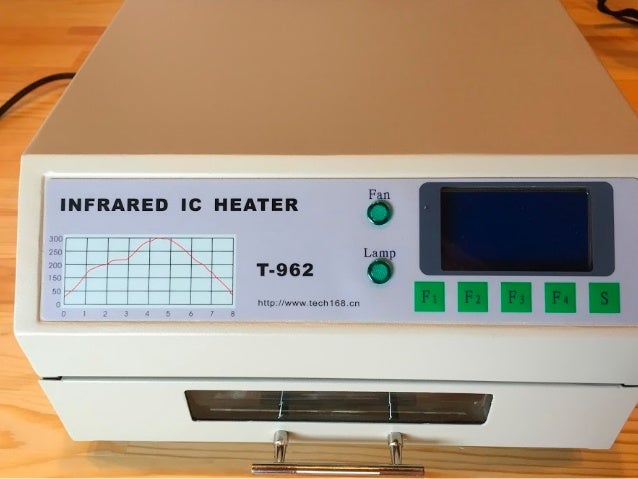 INFRARED IC HEATER
Fan
300
250
200
150
50
0
0 1 2 3 4 5 6 7 8
T-962
Lamp
http://www.tech168.cn
F1 F2 F3 F4 S